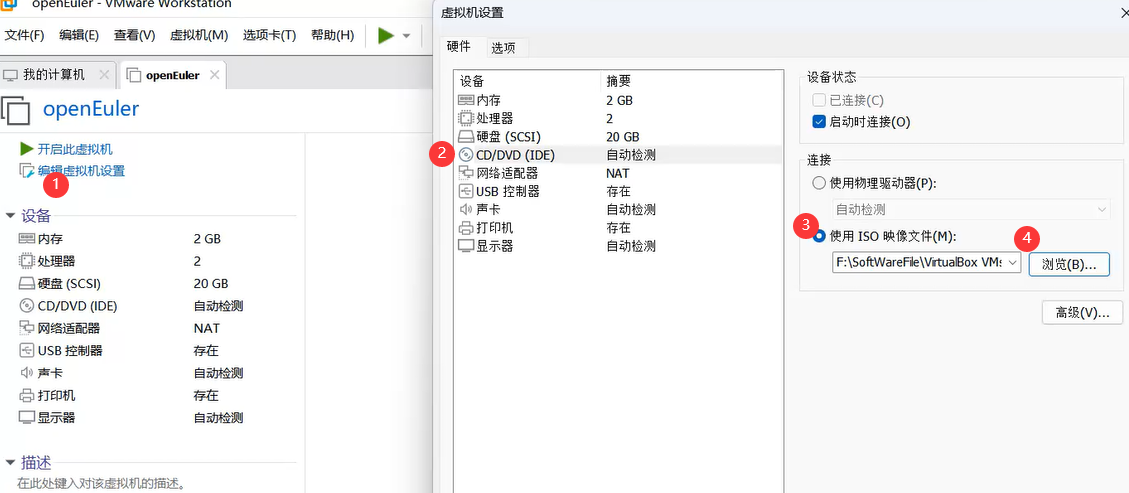 openEuler - VMware Workstation
文件(F) 编辑(E) 查看(V) 虚拟机(M) 选项卡(T) 帮助(H)
我的计算机 openEuler
openEuler
开启此虚拟机
编辑虚拟机设置
1
设备
内存 2 GB
处理器 2
硬盘 (SCSI) 20 GB
CD/DVD (IDE) 自动检测
网络适配器 NAT
USB 控制器 存在
声卡 自动检测
打印机 存在
显示器 自动检测
描述
在此处键入对该虚拟机的描述。
虚拟机设置
硬件 选项
设备 摘要
内存 2 GB
处理器 2
硬盘 (SCSI) 20 GB
2 CD/DVD (IDE) 自动检测
网络适配器 NAT
USB 控制器 存在
声卡 自动检测
打印机 存在
显示器 自动检测
设备状态
已连接(C)
启动时连接(O)
连接
使用物理驱动器(P):
自动检测
3 使用 ISO 映像文件(M): 4
F:\SoftWareFile\VirtualBox VMs 浏览(B)...
高级(V)...